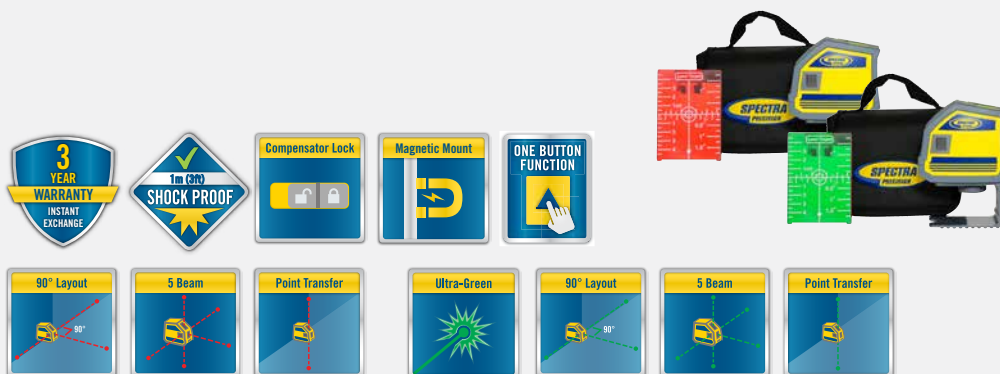 SPECTRA
PRECISION
SPECTRA
PRECISION
3
YEAR
WARRANTY
INSTANT
EXCHANGE
1m (3ft)
SHOCK PROOF
Compensator Lock
Magnetic Mount
ONE BUTTON
FUNCTION
90° Layout
90°
5 Beam
Point Transfer
Ultra-Green
90° Layout
90°
5 Beam
Point Transfer